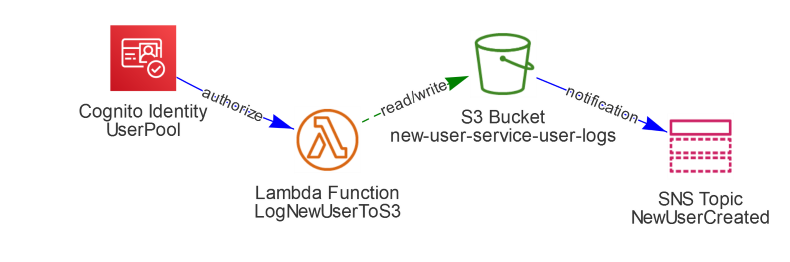 Cognito Identity
UserPool
authorize
Lambda Function
LogNewUserToS3
read/write
S3 Bucket
new-user-service-user-logs
notification
SNS Topic
NewUserCreated